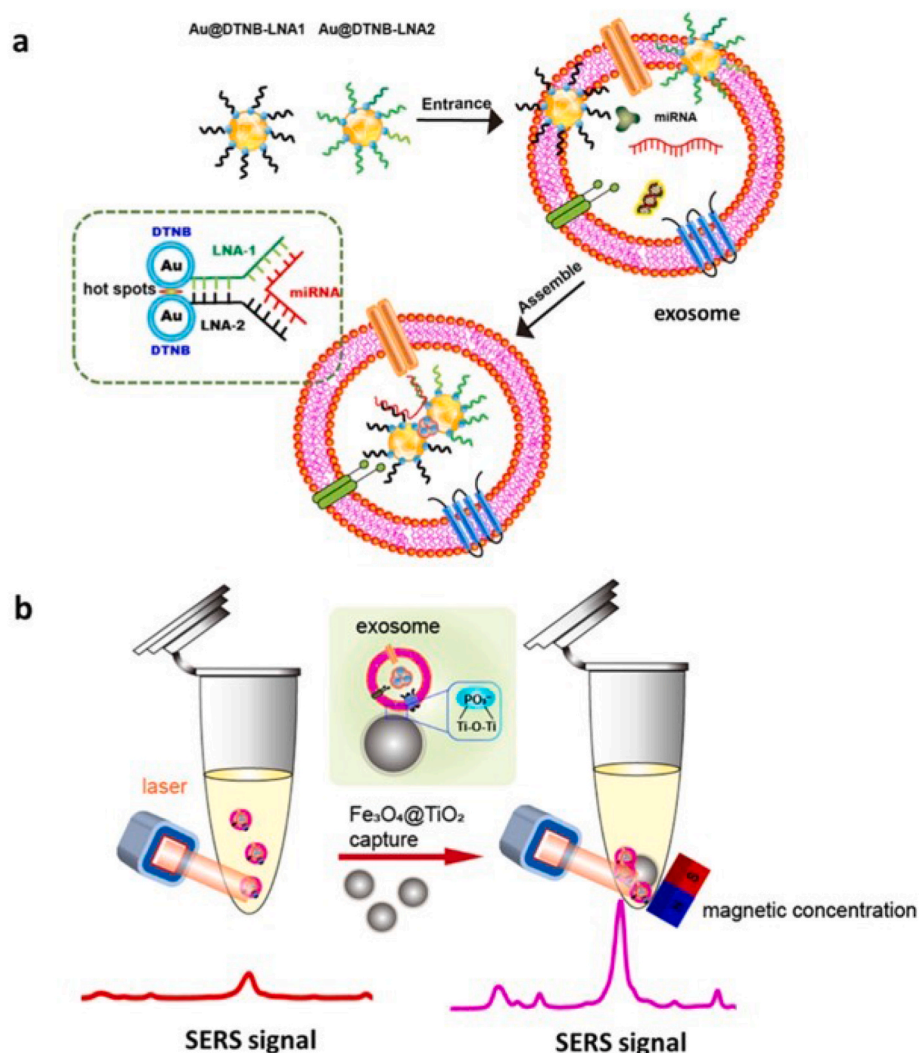 a
Au@DTNB-LNA1 Au@DTNB-LNA2
Entrance
miRNA
DTNB
Au
LNA-1
hot spots
miRNA
Au
LNA-2
DTNB
Assemble
exosome
b
exosome
PO₃²⁻
Ti-O-Ti
laser
Fe₃O₄@TiO₂
capture
magnetic concentration
SERS signal
SERS signal